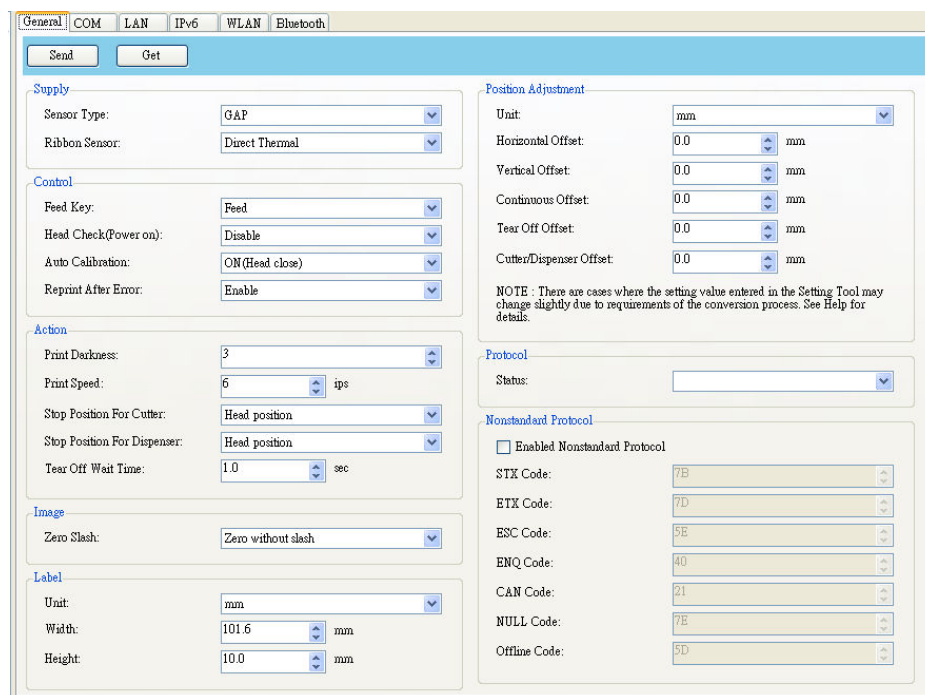 General COM LAN IPv6 WLAN Bluetooth
Send Get
Supply
Sensor Type: GAP
Ribbon Sensor: Direct Thermal
Control
Feed Key: Feed
Head Check(Power on): Disable
Auto Calibration: ON(Head close)
Reprint After Error: Enable
Action
Print Darkness: 3
Print Speed: 6 ips
Stop Position For Cutter: Head position
Stop Position For Dispenser: Head position
Tear Off Wait Time: 1.0 sec
Image
Zero Slash: Zero without slash
Label
Unit: mm
Width: 101.6 mm
Height: 10.0 mm
Position Adjustment
Unit: mm
Horizontal Offset: 0.0 mm
Vertical Offset: 0.0 mm
Continuous Offset: 0.0 mm
Tear Off Offset: 0.0 mm
Cutter/Dispenser Offset: 0.0 mm
NOTE : There are cases where the setting value entered in the Setting Tool may
change slightly due to requirements of the conversion process. See Help for
details.
Protocol
Status:
Nonstandard Protocol
Enabled Nonstandard Protocol
STX Code: 7B
ETX Code: 7D
ESC Code: 5E
ENQ Code: 40
CAN Code: 21
NULL Code: 7E
Offline Code: 5D